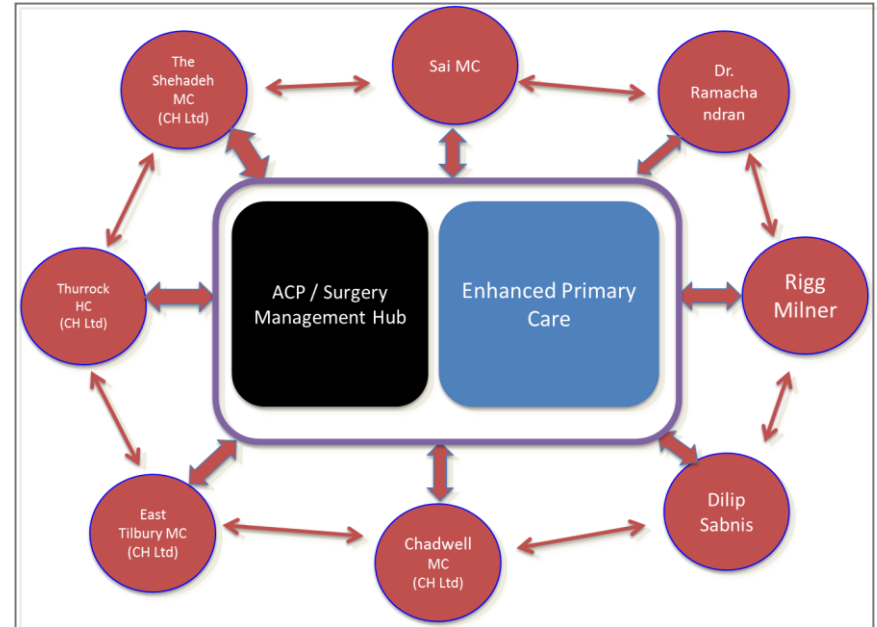 The
Shehadeh
MC
(CH Ltd)
Sai MC
Dr.
Ramacha
ndran
Thurrock
HC
(CH Ltd)
ACP / Surgery
Management Hub
Enhanced Primary
Care
Rigg
Milner
East
Tilbury MC
(CH Ltd)
Chadwell
MC
(CH Ltd)
Dilip
Sabnis